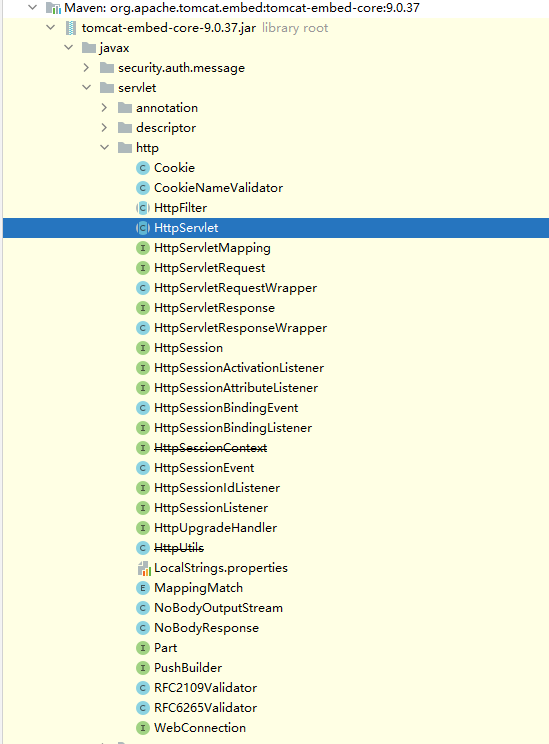 Maven: org.apache.tomcat.embed:tomcat-embed-core:9.0.37
tomcat-embed-core-9.0.37.jar library root
javax
security.auth.message
servlet
annotation
descriptor
http
C Cookie
C CookieNameValidator
C HttpFilter
C HttpServlet
I HttpServletMapping
I HttpServletRequest
C HttpServletRequestWrapper
I HttpServletResponse
C HttpServletResponseWrapper
I HttpSession
I HttpSessionActivationListener
I HttpSessionAttributeListener
C HttpSessionBindingEvent
I HttpSessionBindingListener
I HttpSessionContext
C HttpSessionEvent
I HttpSessionIdListener
I HttpSessionListener
I HttpUpgradeHandler
C HttpUtils
LocalStrings.properties
E MappingMatch
C NoBodyOutputStream
C NoBodyResponse
I Part
I PushBuilder
C RFC2109Validator
C RFC6265Validator
I WebConnection